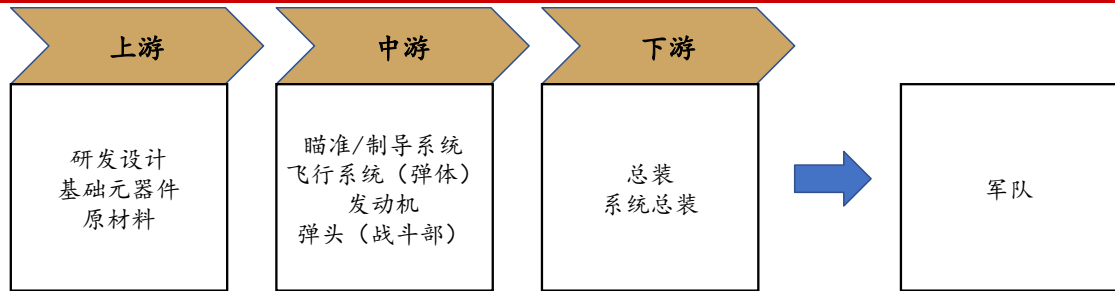 上游
研发设计
基础元器件
原材料
中游
瞄准/制导系统
飞行系统（弹体）
发动机
弹头（战斗部）
下游
总装
系统总装
军队